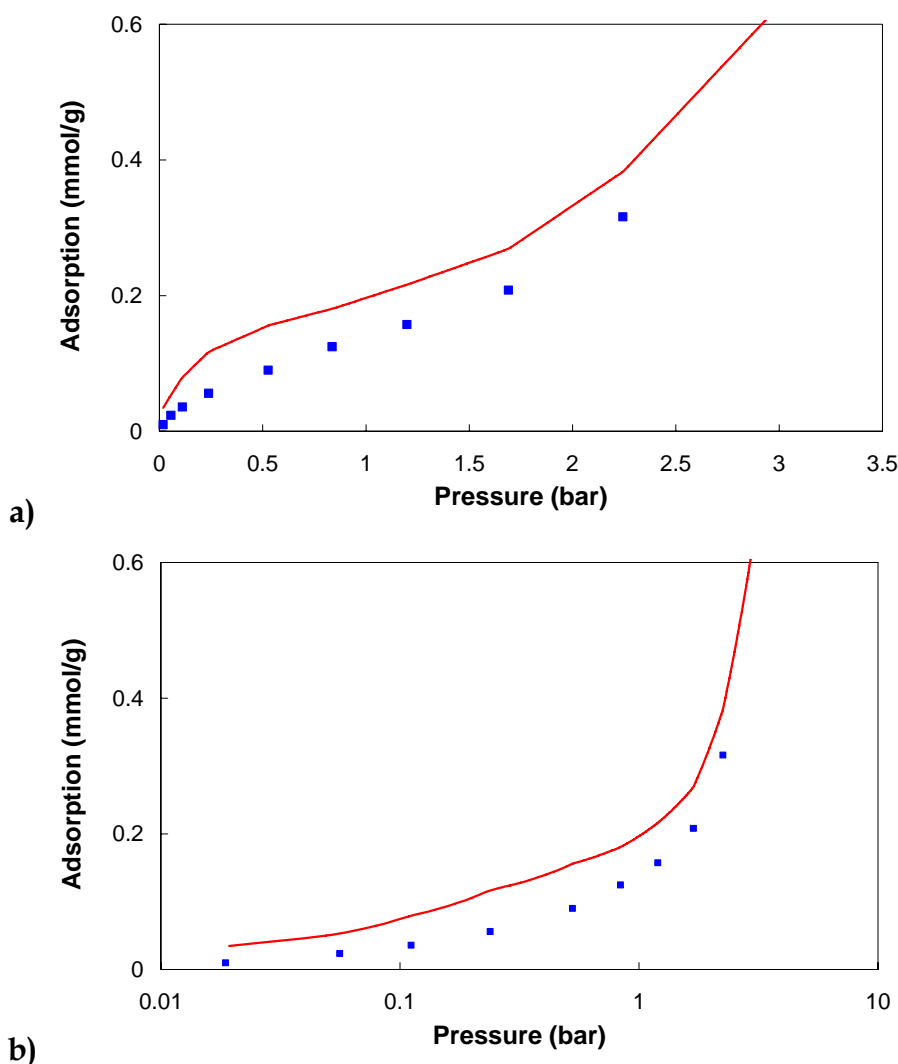 0.6
0.4
0.2
0
Adsorption (mmol/g)
0 0.5 1 1.5 2 2.5 3 3.5
Pressure (bar)
a)
0.6
0.4
0.2
0
Adsorption (mmol/g)
0.01 0.1 1 10
Pressure (bar)
b)